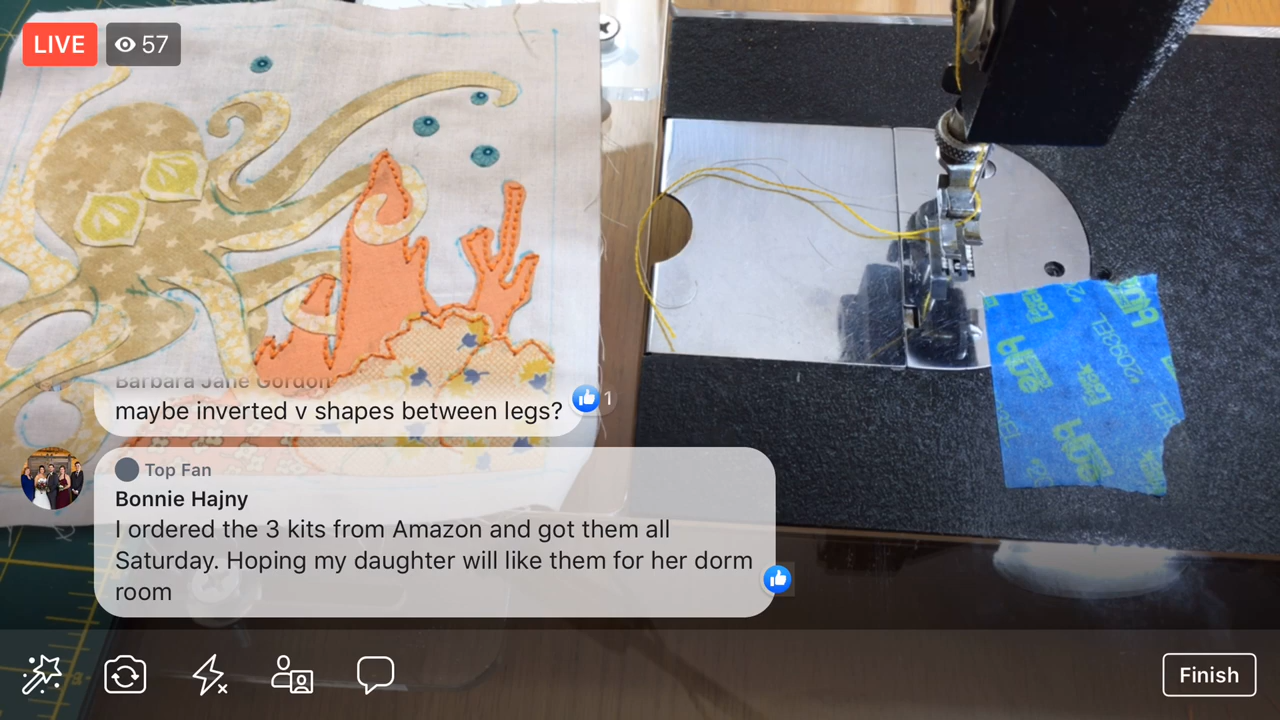 LIVE 57
Barbara Jane Gordon
maybe inverted v shapes between legs?
1
Top Fan
Bonnie Hajny
I ordered the 3 kits from Amazon and got them all
Saturday. Hoping my daughter will like them for her dorm
room
Finish